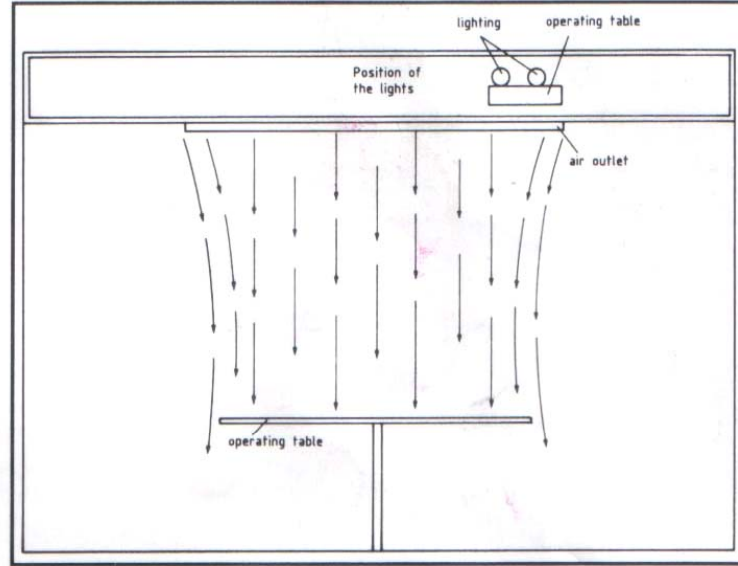 lighting
operating table
Position of
the lights
air outlet
operating table